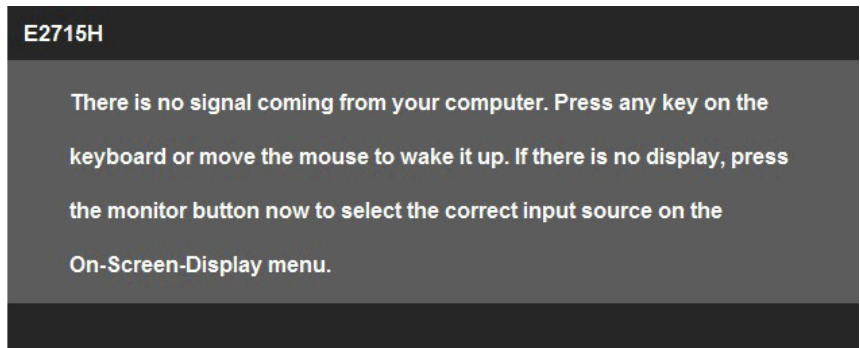 E2715H
There is no signal coming from your computer. Press any key on the
keyboard or move the mouse to wake it up. If there is no display, press
the monitor button now to select the correct input source on the
On-Screen-Display menu.